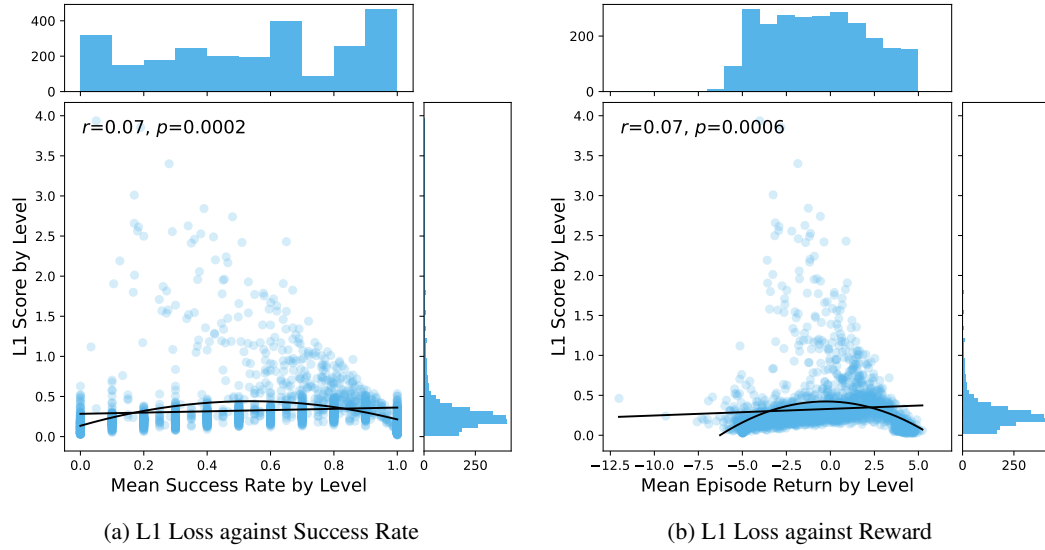 400
200
0
200
0
r=0.07, p=0.0002
r=0.07, p=0.0006
L1 Score by Level
4.0
3.5
3.0
2.5
2.0
1.5
1.0
0.5
0.0
L1 Score by Level
4.0
3.5
3.0
2.5
2.0
1.5
1.0
0.5
0.0
0.0 0.2 0.4 0.6 0.8 1.0
0 250
−12.5 −10.0 −7.5 −5.0 −2.5 0.0 2.5 5.0
0 250
Mean Success Rate by Level
Mean Episode Return by Level
(a) L1 Loss against Success Rate
(b) L1 Loss against Reward